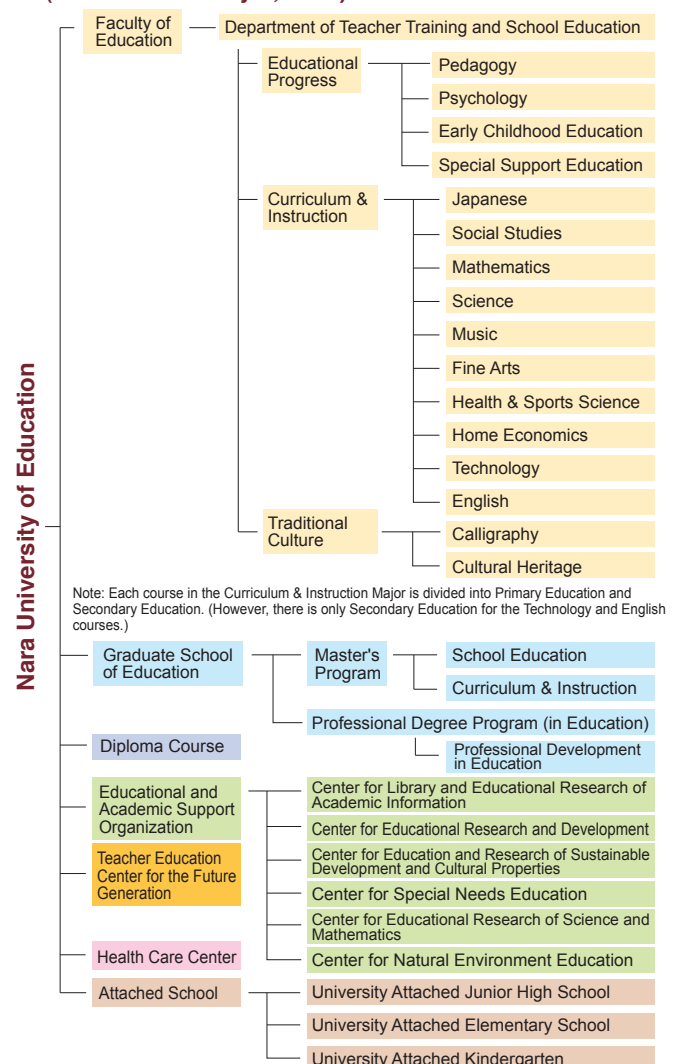 Nara University of Education
Faculty of
Education
Department of Teacher Training and School Education
Educational
Progress
Pedagogy
Psychology
Early Childhood Education
Special Support Education
Curriculum &
Instruction
Japanese
Social Studies
Mathematics
Science
Music
Fine Arts
Health & Sports Science
Home Economics
Technology
English
Traditional
Culture
Calligraphy
Cultural Heritage
Note: Each course in the Curriculum & Instruction Major is divided into Primary Education and
Secondary Education. (However, there is only Secondary Education for the Technology and English
courses.)
Graduate School
of Education
Master's
Program
School Education
Curriculum & Instruction
Professional Degree Program (in Education)
Professional Development
in Education
Diploma Course
Educational and
Academic Support
Organization
Center for Library and Educational Research of
Academic Information
Center for Educational Research and Development
Center for Education and Research of Sustainable
Development and Cultural Properties
Center for Special Needs Education
Center for Educational Research of Science and
Mathematics
Center for Natural Environment Education
Teacher Education
Center for the Future
Generation
Health Care Center
Attached School
University Attached Junior High School
University Attached Elementary School
University Attached Kindergarten